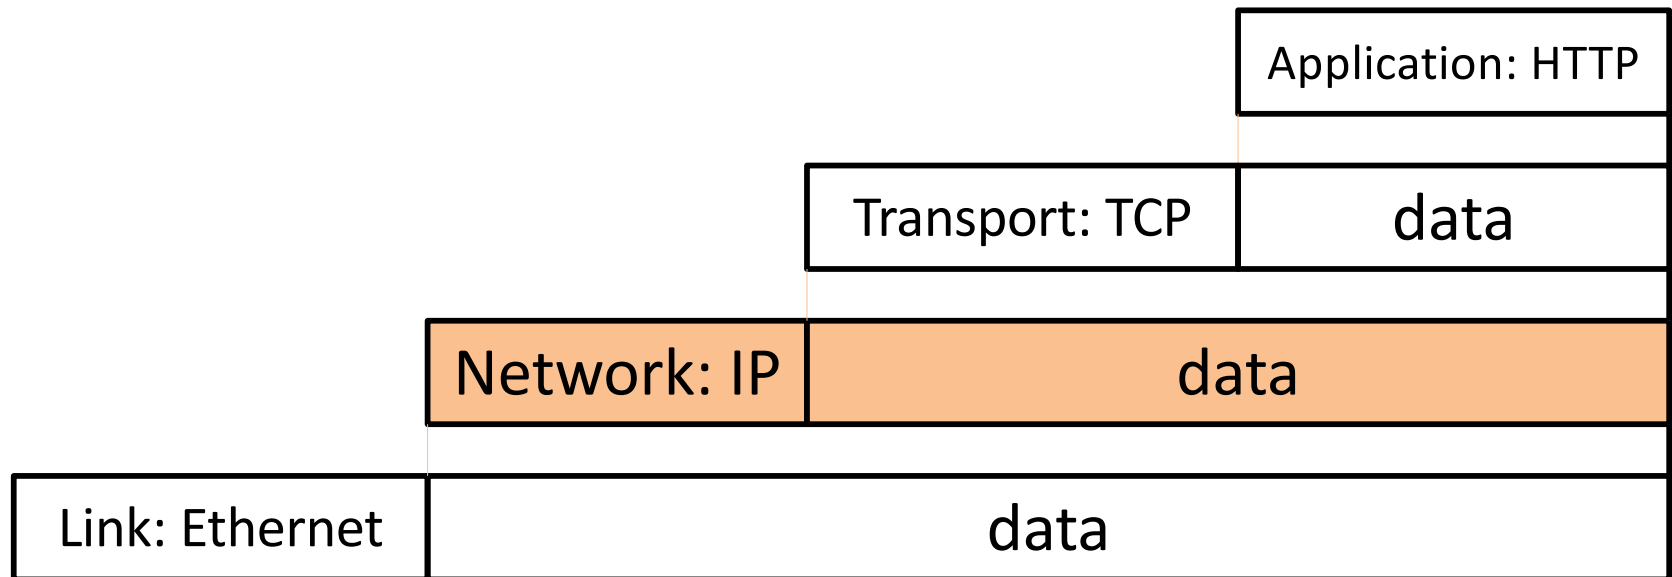 Application: HTTP
Transport: TCP data
Network: IP data
Link: Ethernet data